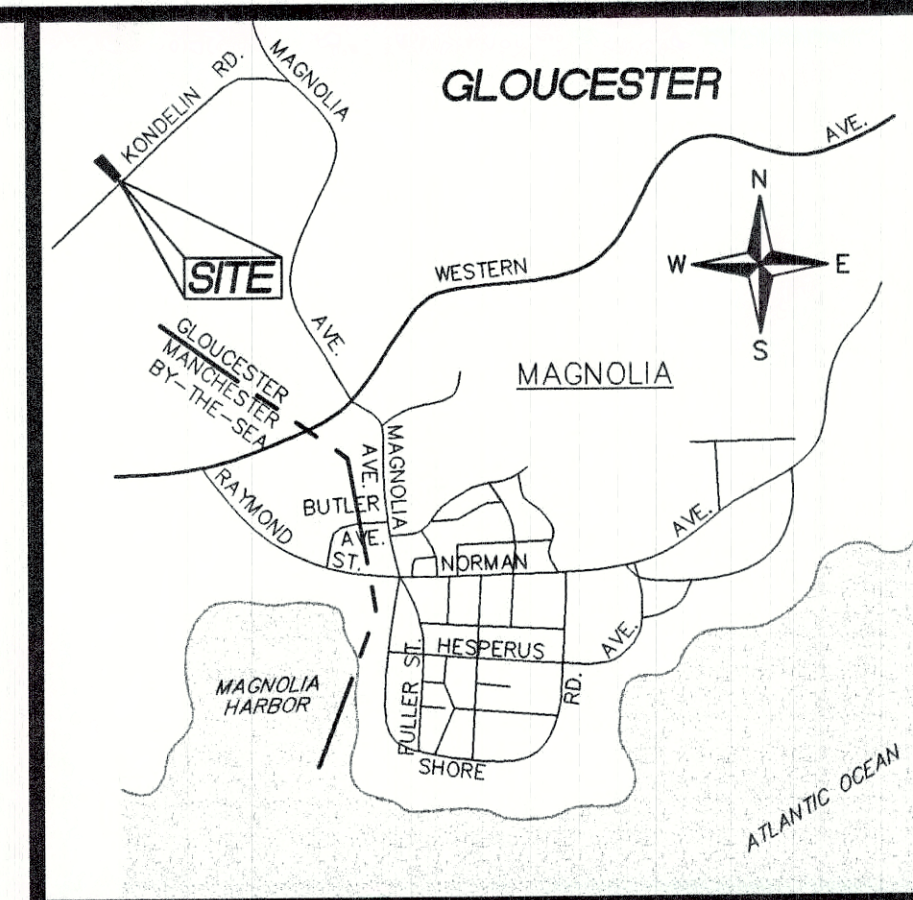 GLOUCESTER
KONDELIN RD.
MAGNOLIA
AVE.
SITE
WESTERN
AVE.
N
W E
S
GLOUCESTER
MANCHESTER
BY-THE-SEA
MAGNOLIA
MAGNOLIA
AVE.
RAYMOND
BUTLER
AVE.
ST.
NORMAN
AVE.
HESPERUS
AVE.
FULLER ST.
RD.
SHORE
MAGNOLIA
HARBOR
ATLANTIC OCEAN